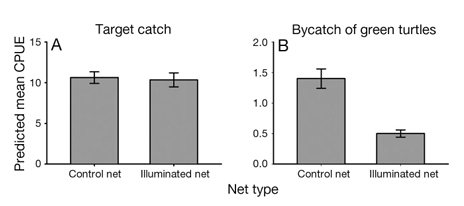 Target catch
Bycatch of green turtles
Predicted mean CPUE
15
10
5
0
A
Control net
Illuminated net
2.0
1.5
1.0
0.5
0.0
B
Control net
Illuminated net
Net type